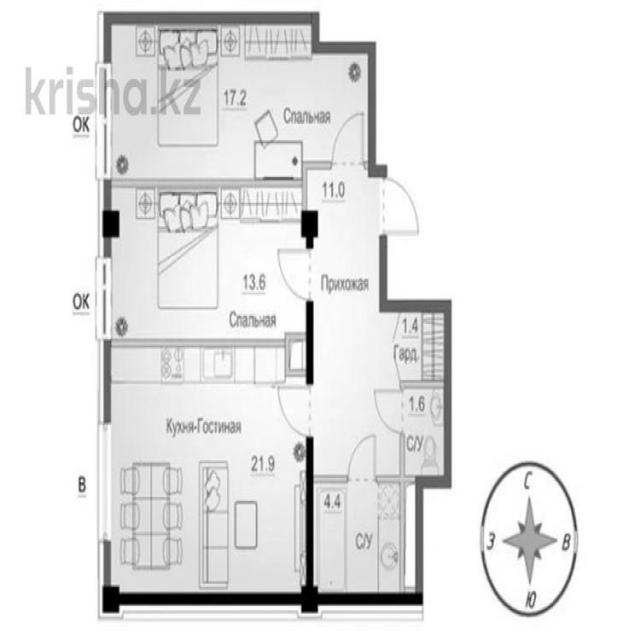 krisha.kz
17.2
Спальная
ОК
11.0
13.6
Прихожая
ОК
Спальная
1.4
Гард.
1.6
С/У
Кухня-Гостиная
21.9
В
4.4
С/У
С
З
В
Ю